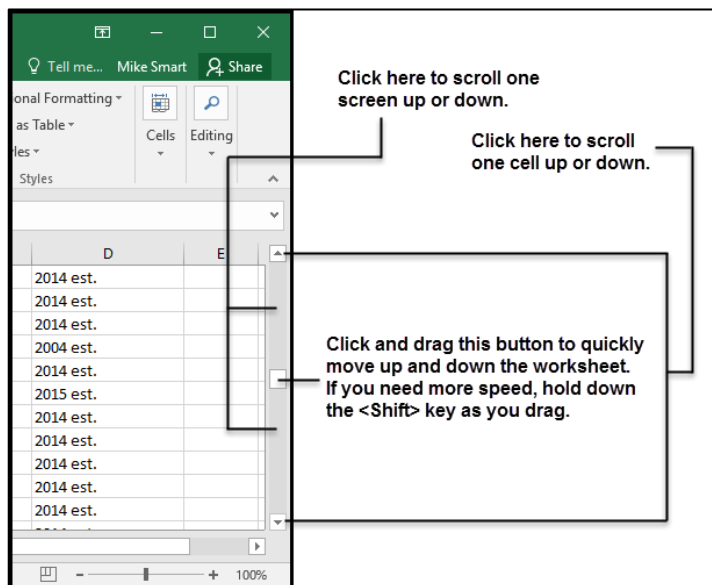 Tell me... Mike Smart Share
onal Formatting
as Table
les
Cells Editing
Styles
Click here to scroll one
screen up or down.
Click here to scroll
one cell up or down.
D E
2014 est.
2014 est.
2014 est.
2004 est.
2014 est.
2015 est.
2014 est.
2014 est.
2014 est.
2014 est.
2014 est.
Click and drag this button to quickly
move up and down the worksheet.
If you need more speed, hold down
the <Shift> key as you drag.
100%